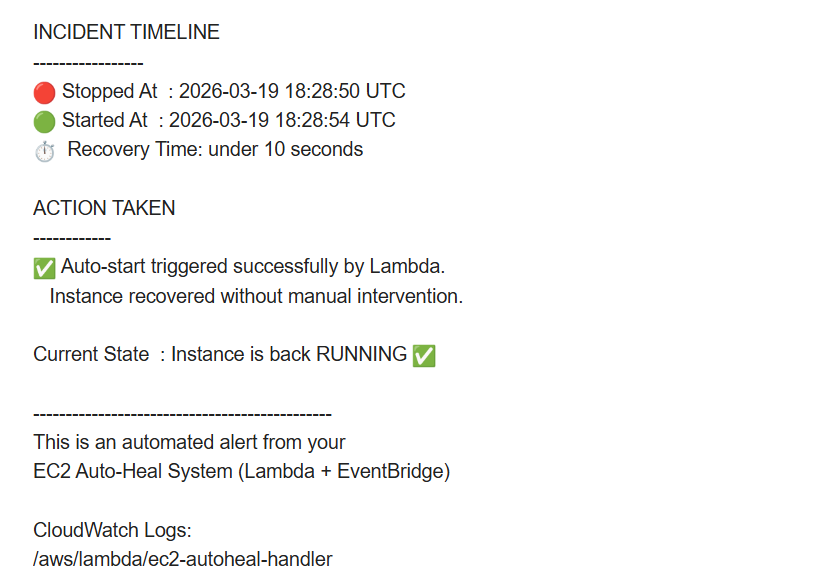 INCIDENT TIMELINE
-----------------
🔴 Stopped At  : 2026-03-19 18:28:50 UTC
🟢 Started At  : 2026-03-19 18:28:54 UTC
⏱️  Recovery Time: under 10 seconds
ACTION TAKEN
------------
✅ Auto-start triggered successfully by Lambda.
Instance recovered without manual intervention.
Current State  : Instance is back RUNNING ✅
----------------------------------------------
This is an automated alert from your
EC2 Auto-Heal System (Lambda + EventBridge)
CloudWatch Logs:
/aws/lambda/ec2-autoheal-handler